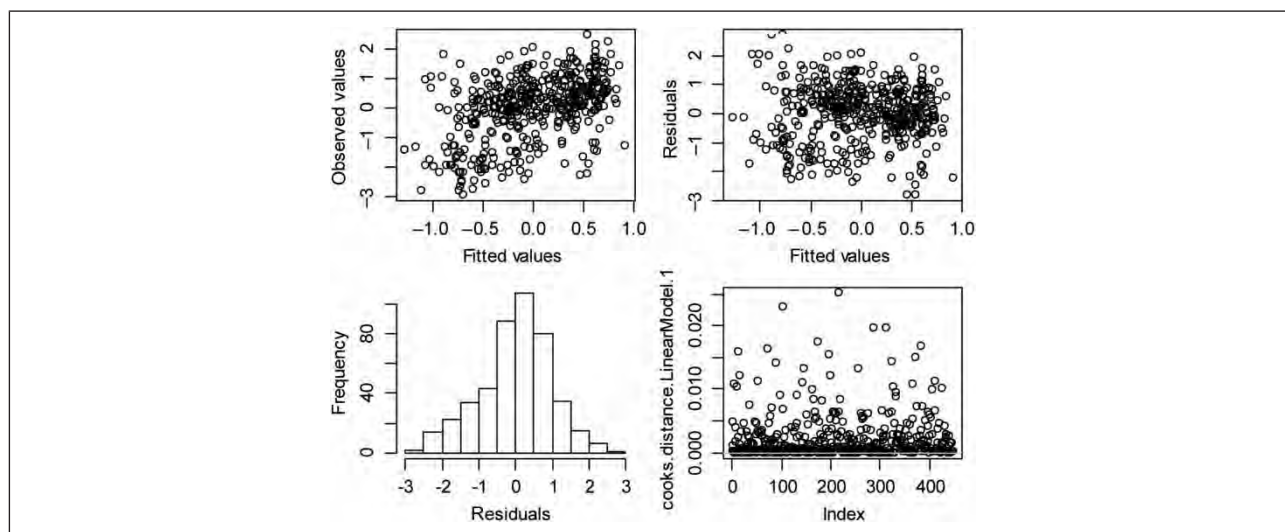 2
1
0
-1
-3
Observed values
–1.0 –0.5 0.0 0.5 1.0
Fitted values
2
1
0
-1
-3
Residuals
–1.0 –0.5 0.0 0.5 1.0
Fitted values
80
40
0
Frequency
-3 -2 -1 0 1 2 3
Residuals
0.020
0.010
0.000
cooks.distance.LinearModel.1
0 100 200 300 400
Index